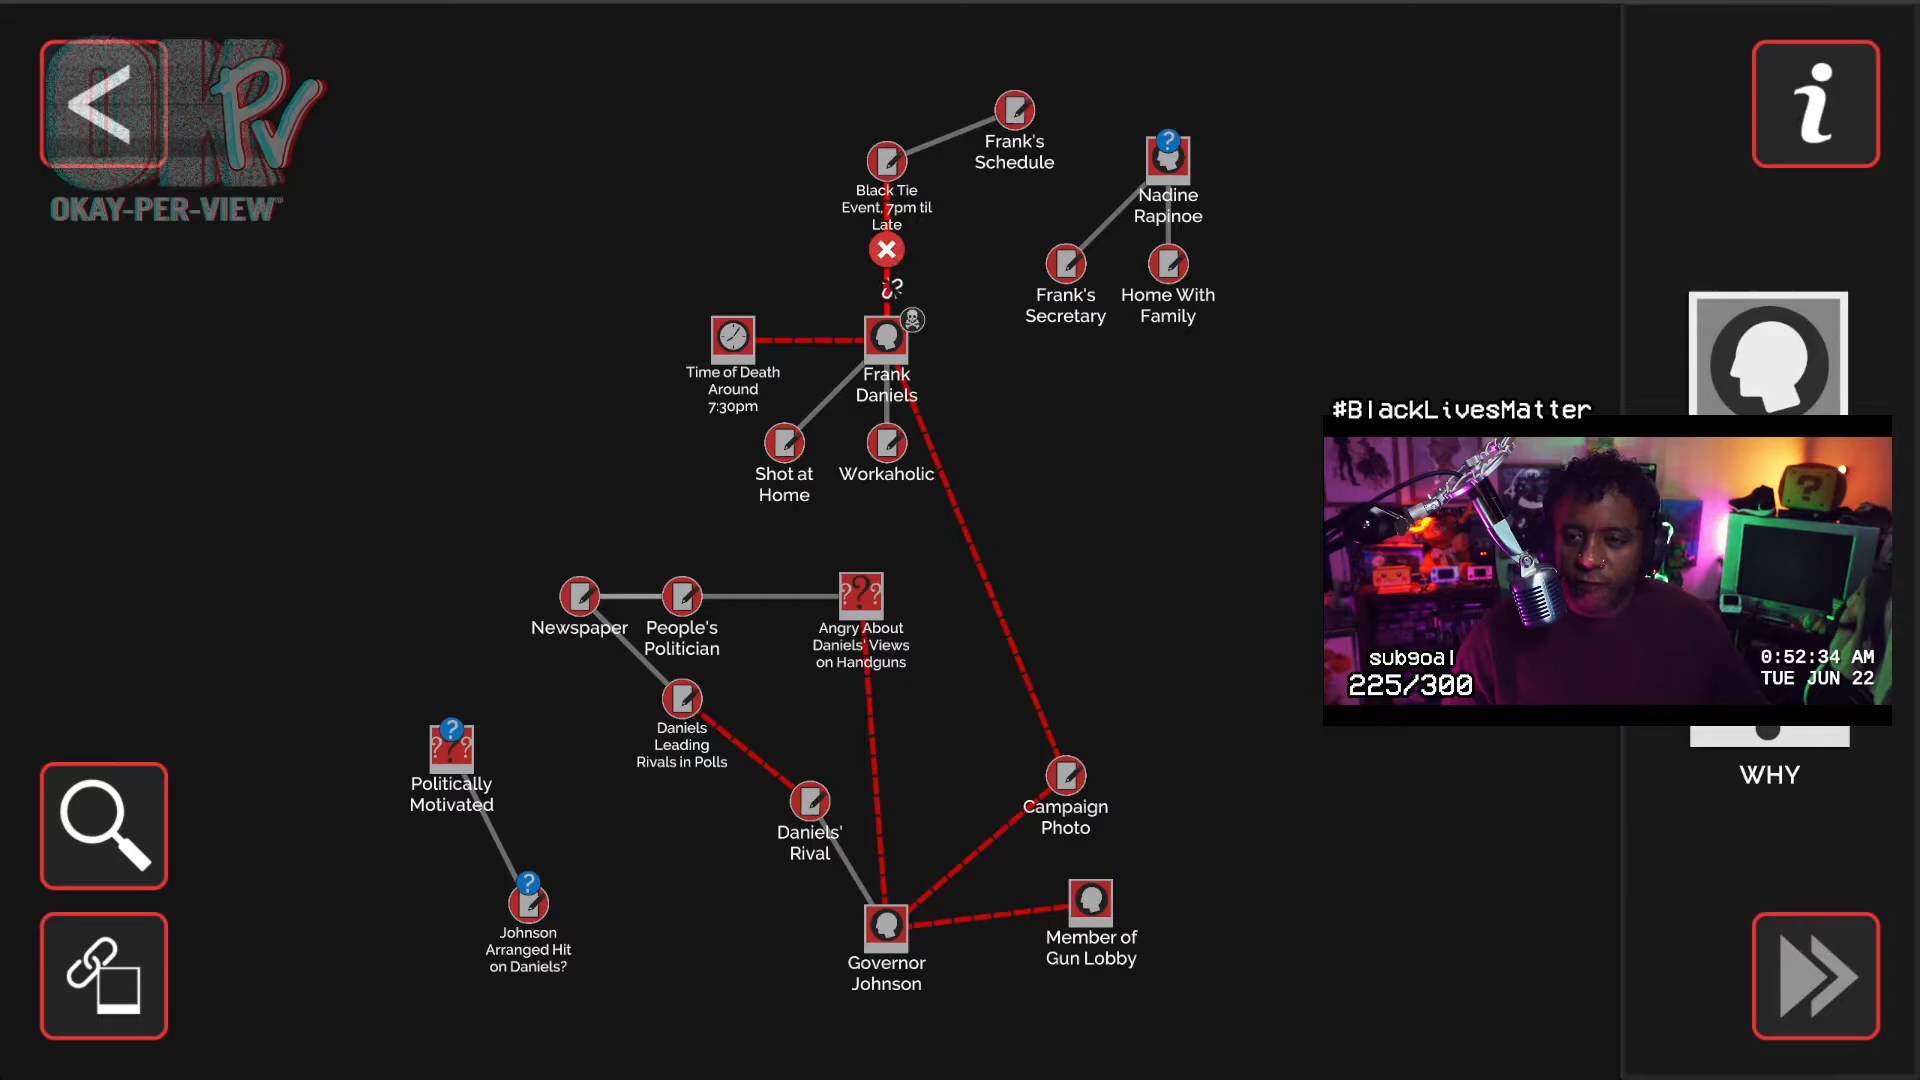 OK PV
OKAY-PER-VIEW
Frank's
Schedule
Black Tie
Event, 7pm til
Late
Nadine
Rapinoe
Frank's
Secretary
Home With
Family
Time of Death
Around
7:30pm
Frank
Daniels
Shot at
Home
Workaholic
#BlackLivesMatter
Newspaper
People's
Politician
Angry About
Daniels' Views
on Handguns
subgoal
225/300
0:52:34 AM
TUE JUN 22
Daniels
Leading
Rivals in Polls
Politically
Motivated
WHY
Daniels'
Rival
Campaign
Photo
Johnson
Arranged Hit
on Daniels?
Governor
Johnson
Member of
Gun Lobby